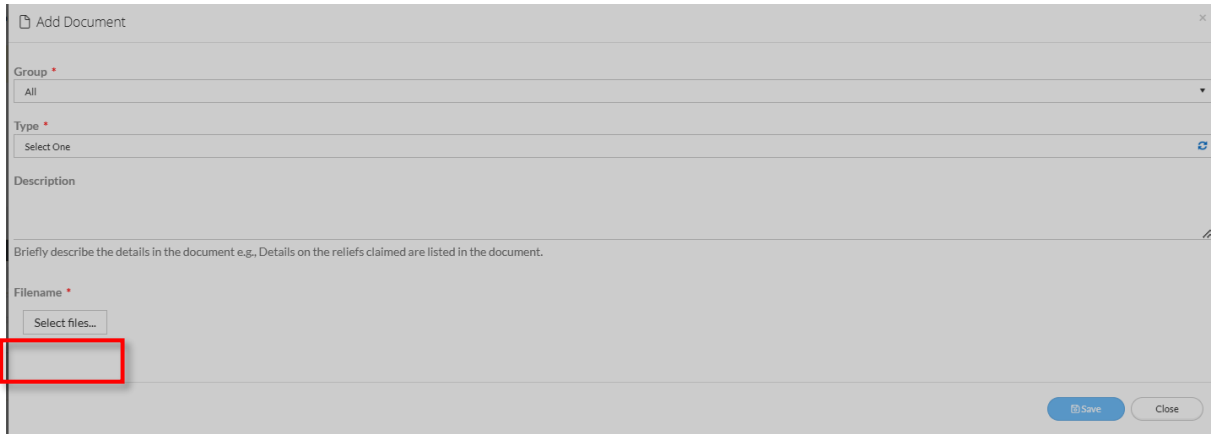 Add Document
×
Group *
All
Type *
Select One
Description
Briefly describe the details in the document e.g., Details on the reliefs claimed are listed in the document.
Filename *
Select files...
Save Close